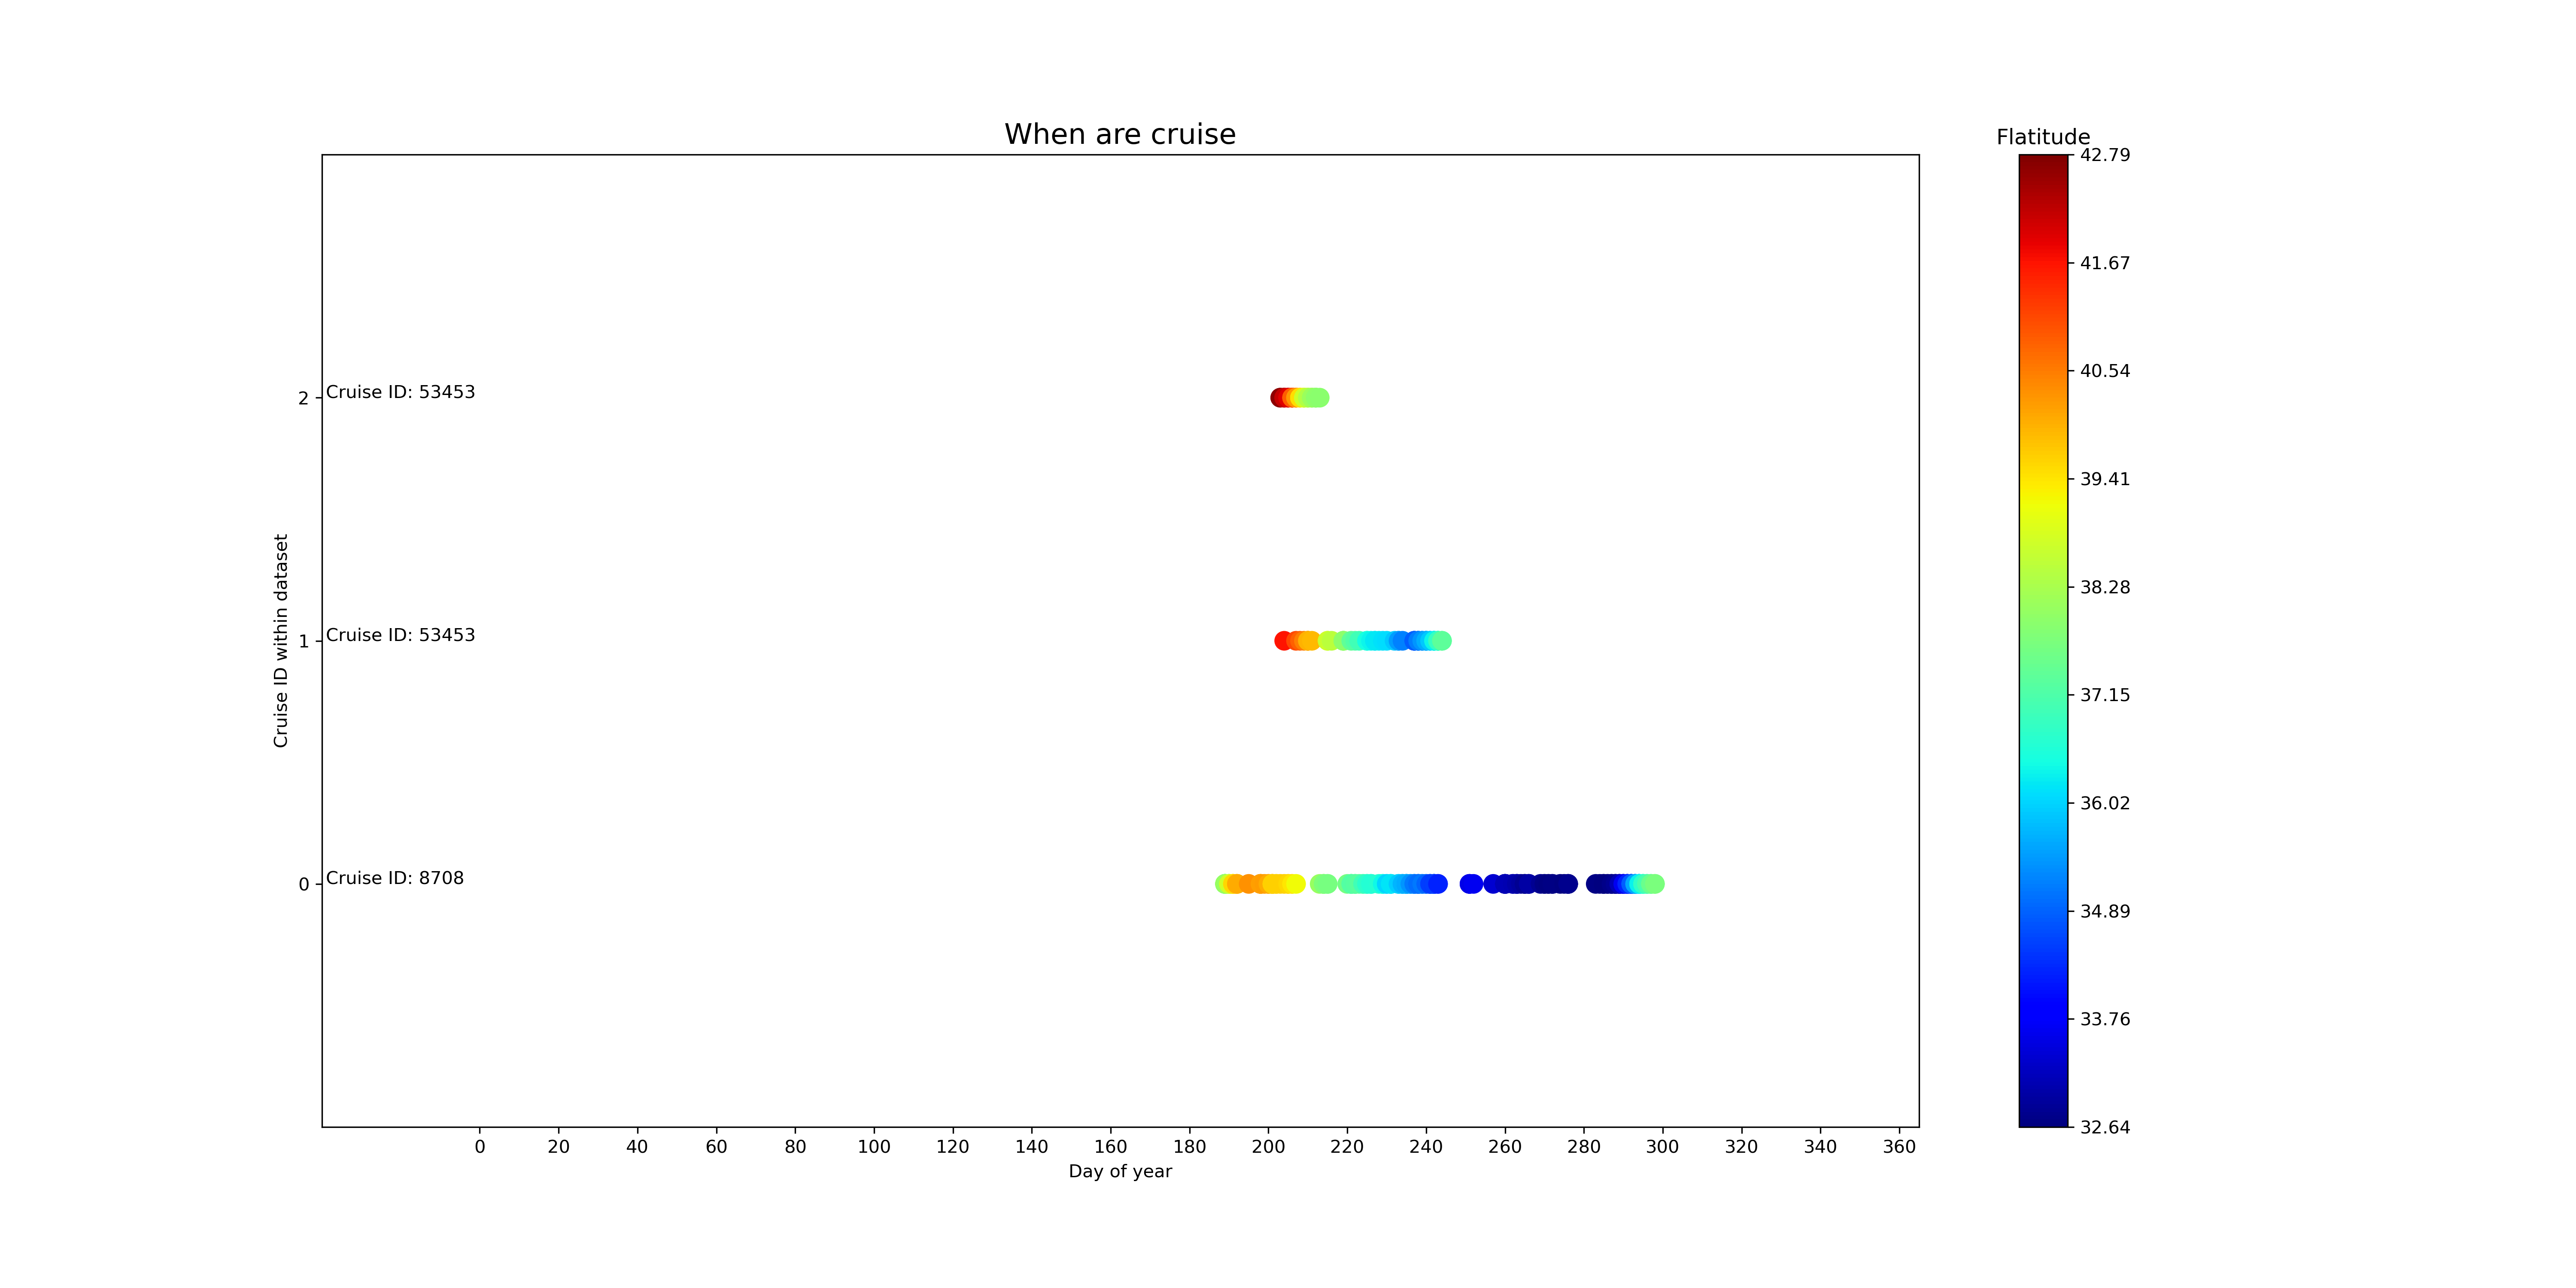 When are cruise
Flatitude
42.79
41.67
40.54
39.41
38.28
37.15
36.02
34.89
33.76
32.64
Cruise ID within dataset
2
Cruise ID: 53453
1
Cruise ID: 53453
0
Cruise ID: 8708
0 20 40 60 80 100 120 140 160 180 200 220 240 260 280 300 320 340 360
Day of year